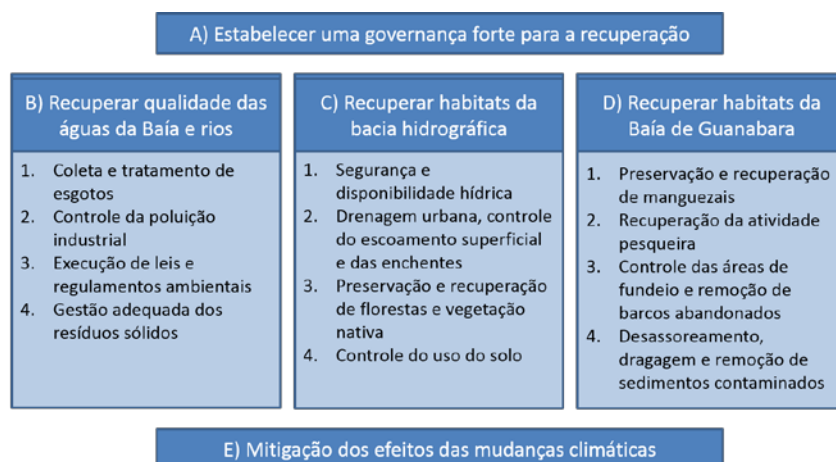 A) Estabelecer uma governança forte para a recuperação
B) Recuperar qualidade das
águas da Baía e rios
1. Coleta e tratamento de
esgotos
2. Controle da poluição
industrial
3. Execução de leis e
regulamentos ambientais
4. Gestão adequada dos
resíduos sólidos
C) Recuperar habitats da
bacia hidrográfica
1. Segurança e
disponibilidade hídrica
2. Drenagem urbana, controle
do escoamento superficial
e das enchentes
3. Preservação e recuperação
de florestas e vegetação
nativa
4. Controle do uso do solo
D) Recuperar habitats da
Baía de Guanabara
1. Preservação e recuperação
de manguezais
2. Recuperação da atividade
pesqueira
3. Controle das áreas de
fundeio e remoção de
barcos abandonados
4. Desassoreamento,
dragagem e remoção de
sedimentos contaminados
E) Mitigação dos efeitos das mudanças climáticas